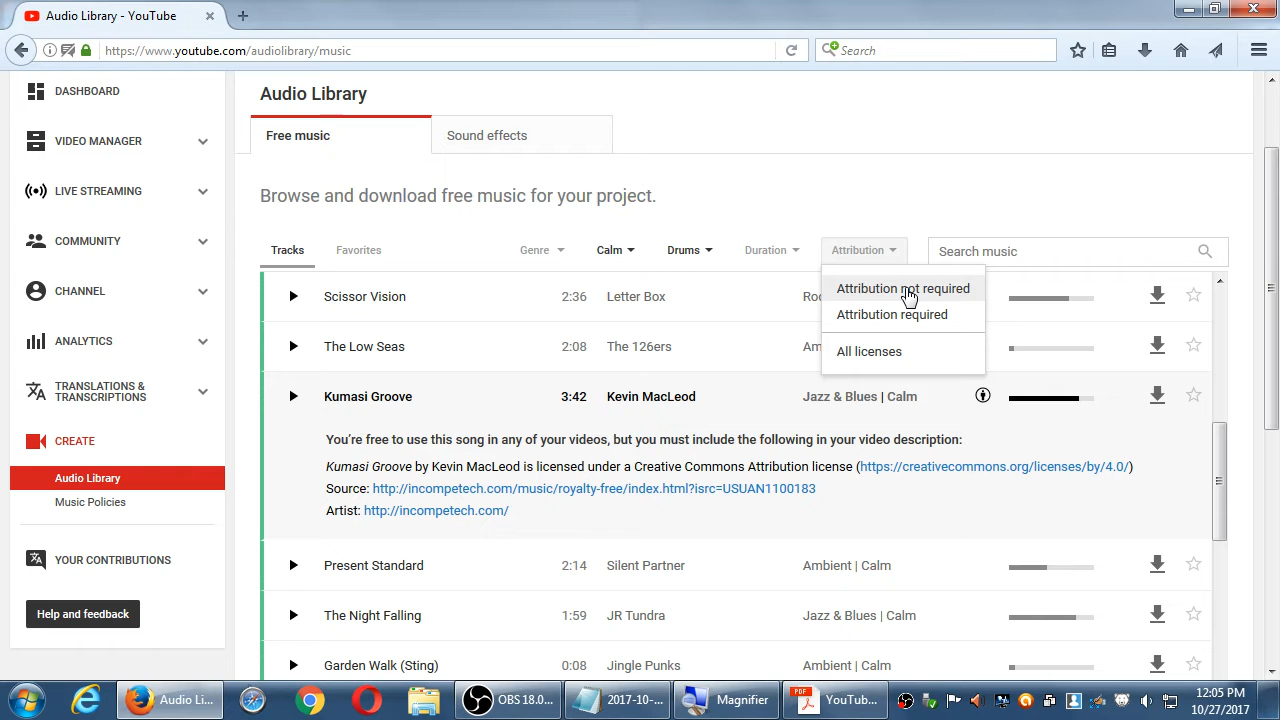 Audio Library - YouTube
https://www.youtube.com/audiolibrary/music
Search
DASHBOARD
VIDEO MANAGER
LIVE STREAMING
COMMUNITY
CHANNEL
ANALYTICS
TRANSLATIONS &
TRANSCRIPTIONS
CREATE
Audio Library
Music Policies
YOUR CONTRIBUTIONS
Help and feedback
Audio Library
Free music Sound effects
Browse and download free music for your project.
Tracks Favorites Genre Calm Drums Duration Attribution Search music
Attribution not required
Attribution required
All licenses
Scissor Vision 2:36 Letter Box
The Low Seas 2:08 The 126ers
Kumasi Groove 3:42 Kevin MacLeod Jazz & Blues | Calm
You're free to use this song in any of your videos, but you must include the following in your video description:
Kumasi Groove by Kevin MacLeod is licensed under a Creative Commons Attribution license (https://creativecommons.org/licenses/by/4.0/)
Source: http://incompetech.com/music/royalty-free/index.html?isrc=USUAN1100183
Artist: http://incompetech.com/
Present Standard 2:14 Silent Partner Ambient | Calm
The Night Falling 1:59 JR Tundra Jazz & Blues | Calm
Garden Walk (Sting) 0:08 Jingle Punks Ambient | Calm
Audio Li... OBS 18.0... 2017-10-... Magnifier PDF YouTub... 12:05 PM
10/27/2017